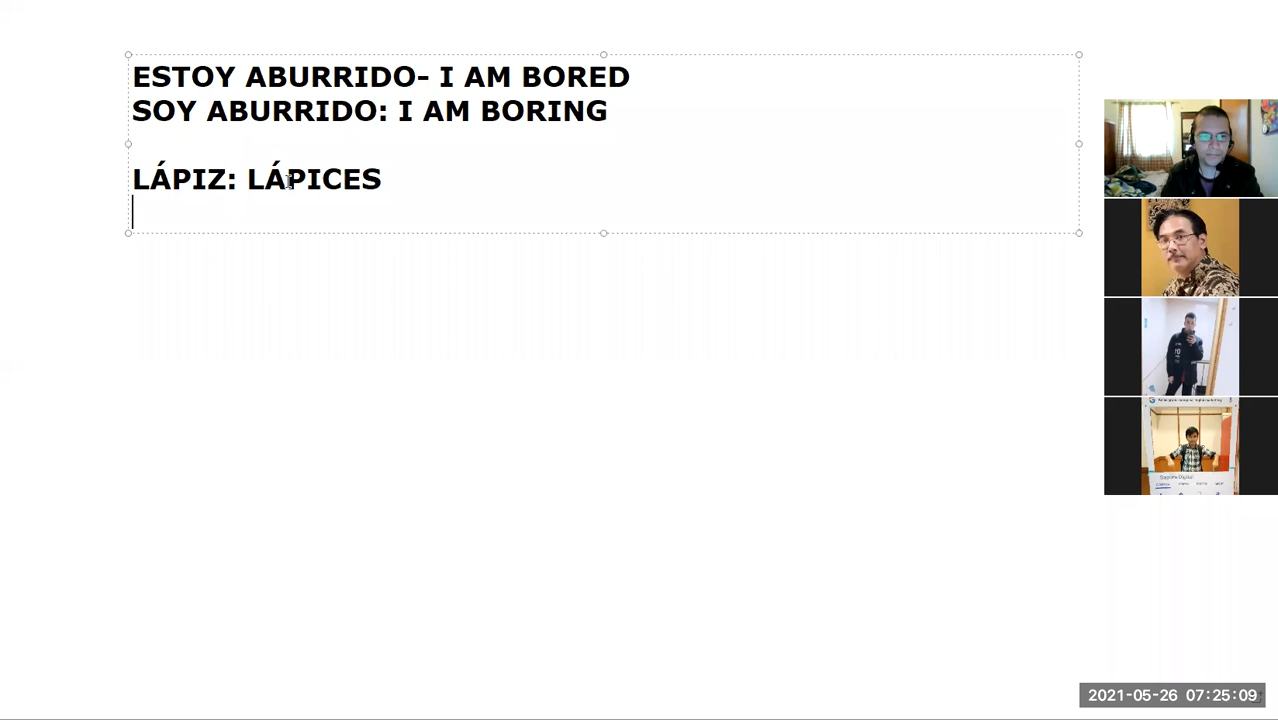 ESTOY ABURRIDO- I AM BORED
SOY ABURRIDO: I AM BORING
LÁPIZ: LÁPICES
2021-05-26 07:25:09